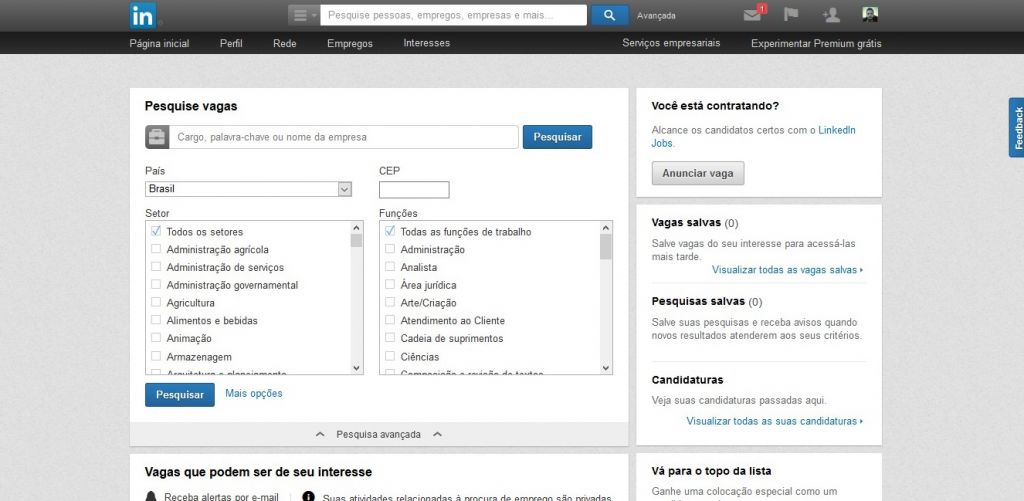 in
Pesquise pessoas, empregos, empresas e mais...
Avançada
1
Página inicial
Perfil
Rede
Empregos
Interesses
Serviços empresariais
Experimentar Premium grátis
Pesquise vagas
Cargo, palavra-chave ou nome da empresa
Pesquisar
País
CEP
Brasil
Setor
Todos os setores
Administração agrícola
Administração de serviços
Administração governamental
Agricultura
Alimentos e bebidas
Animação
Armazenagem
Arquitetura e planejamento
Funções
Todas as funções de trabalho
Administração
Analista
Área jurídica
Arte/Criação
Atendimento ao Cliente
Cadeia de suprimentos
Ciências
Composição e revisão de textos
Pesquisar
Mais opções
Pesquisa avançada
Vagas que podem ser de seu interesse
Receba alertas por e-mail
Suas atividades relacionadas à procura de emprego são privadas
Você está contratando?
Alcance os candidatos certos com o LinkedIn
Jobs.
Anunciar vaga
Vagas salvas (0)
Salve vagas do seu interesse para acessá-las
mais tarde.
Visualizar todas as vagas salvas
Pesquisas salvas (0)
Salve suas pesquisas e receba avisos quando
novos resultados atenderem aos seus critérios.
Candidaturas
Veja suas candidaturas passadas aqui.
Visualizar todas as suas candidaturas
Vá para o topo da lista
Ganhe uma colocação especial como um
Feedback